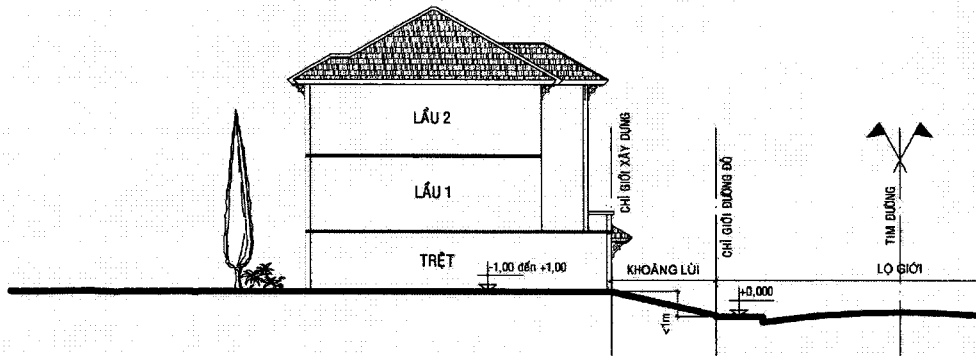 LẦU 2
LẦU 1
TRỆT
-1,00 đến +1,00
CHỈ GIỚI XÂY DỰNG
KHOẢNG LÙI
CHỈ GIỚI ĐƯỜNG ĐỎ
+0,000
<1m
TIM ĐƯỜNG
LỘ GIỚI